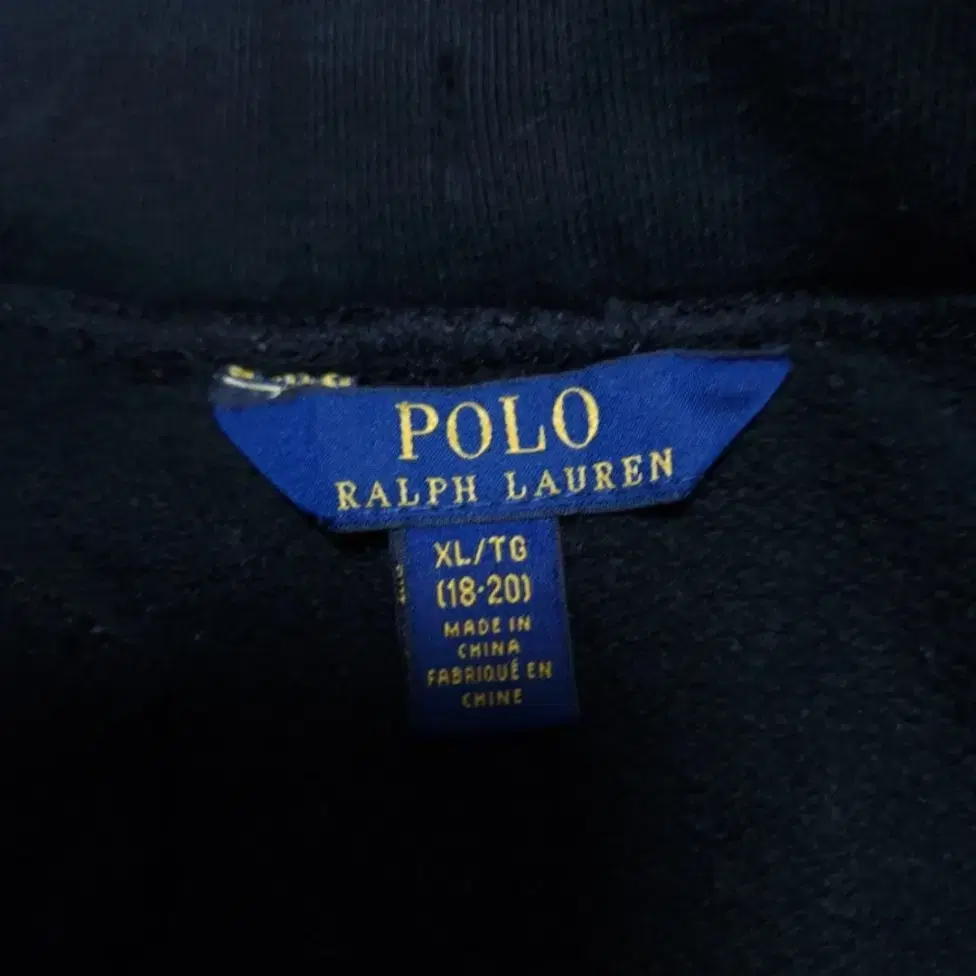 POLO
RALPH LAUREN
XL/TG
(18-20)
MADE IN
CHINA
FABRIQUÉ EN
CHINE